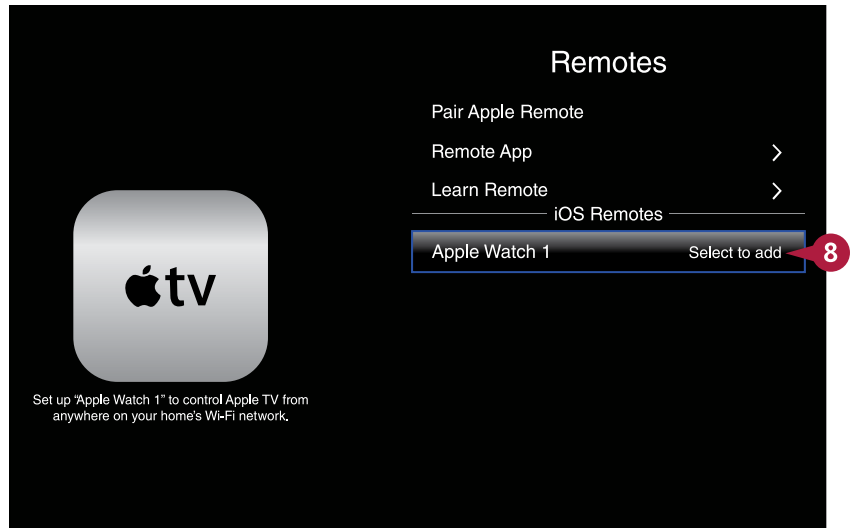 Remotes
Pair Apple Remote
Remote App
Learn Remote
iOS Remotes
Apple Watch 1 Select to add
8
tv
Set up “Apple Watch 1” to control Apple TV from
anywhere on your home’s Wi-Fi network.